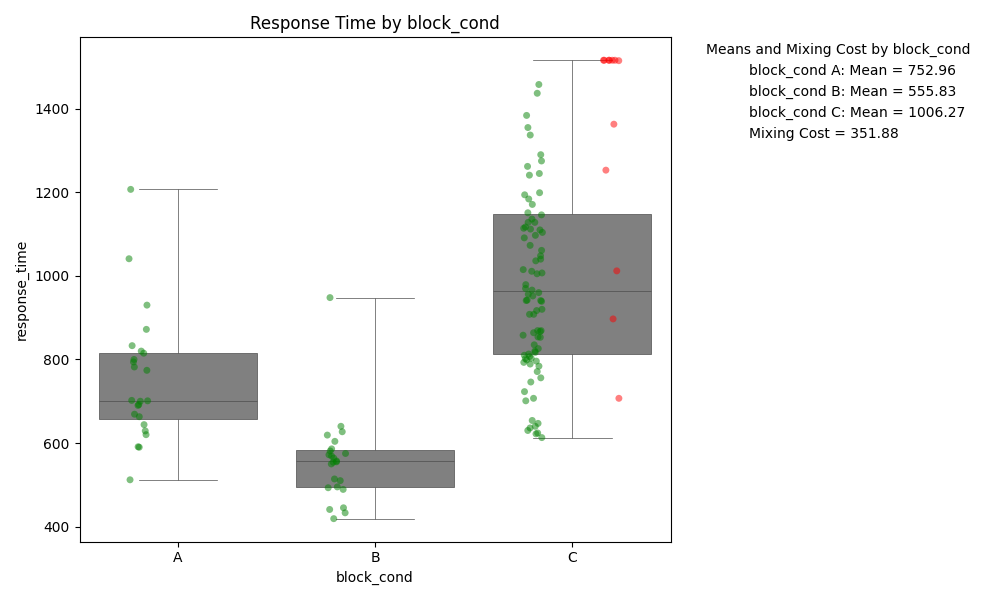 Response Time by block_cond
Means and Mixing Cost by block_cond
block_cond A: Mean = 752.96
block_cond B: Mean = 555.83
block_cond C: Mean = 1006.27
Mixing Cost = 351.88
response_time
1400
1200
1000
800
600
400
A
B
C
block_cond